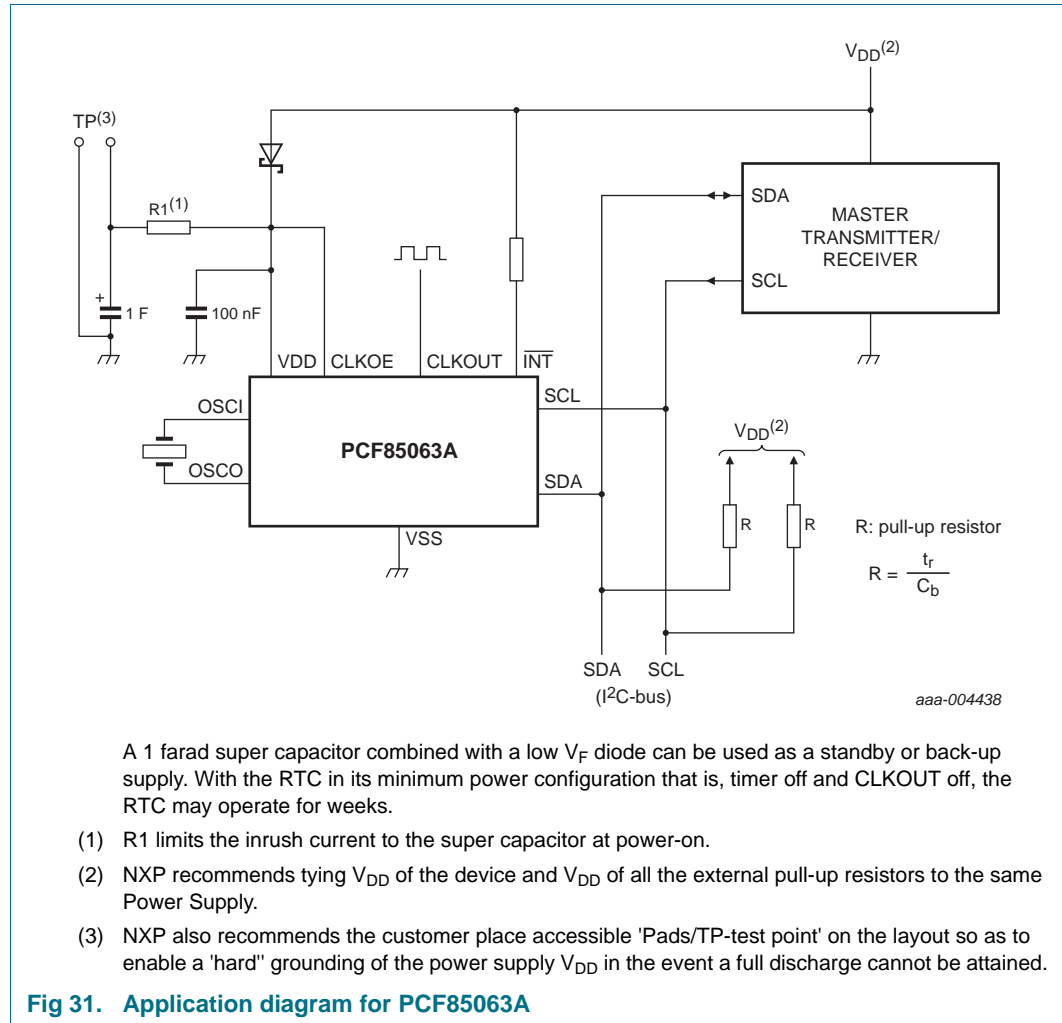 V_DD(2)
TP(3)
R1(1)
+
1 F
100 nF
SDA
MASTER
TRANSMITTER/
RECEIVER
SCL
VDD CLKOE CLKOUT INT
OSCI
OSCO
PCF85063A
SCL
SDA
VSS
V_DD(2)
R
R
R: pull-up resistor
R = t_r / C_b
SDA SCL
(I²C-bus)
aaa-004438
A 1 farad super capacitor combined with a low V_F diode can be used as a standby or back-up
supply. With the RTC in its minimum power configuration that is, timer off and CLKOUT off, the
RTC may operate for weeks.
(1) R1 limits the inrush current to the super capacitor at power-on.
(2) NXP recommends tying V_DD of the device and V_DD of all the external pull-up resistors to the same
Power Supply.
(3) NXP also recommends the customer place accessible 'Pads/TP-test point' on the layout so as to
enable a 'hard" grounding of the power supply V_DD in the event a full discharge cannot be attained.
Fig 31. Application diagram for PCF85063A